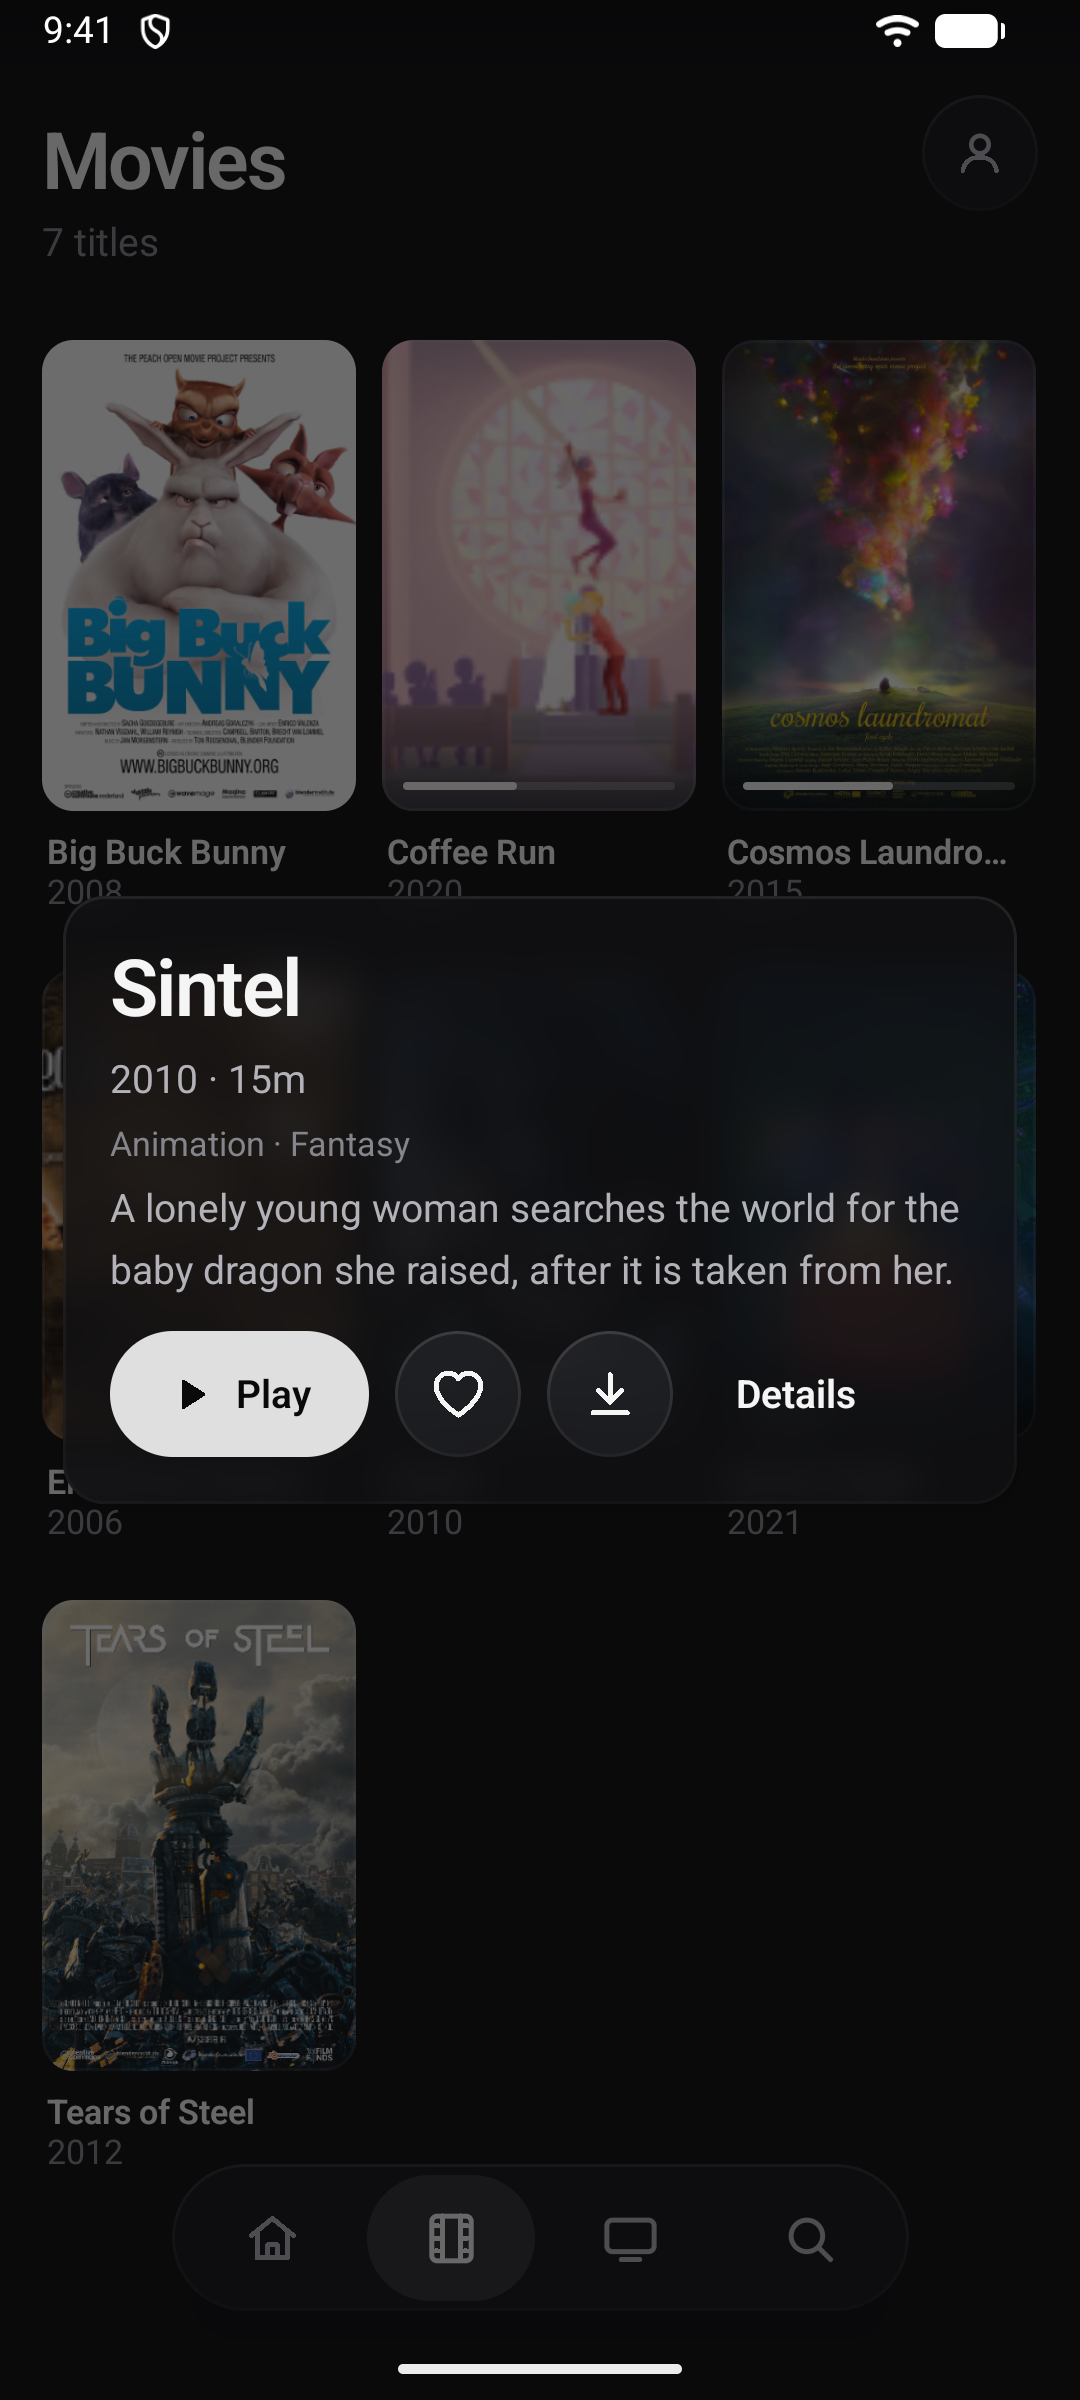 9:41
Movies
7 titles
THE PEACH OPEN MOVIE PROJECT PRESENTS
Big Buck
BUNNY
WWW.BIGBUCKBUNNY.ORG
cosmos laundromat
Big Buck Bunny
2008
Coffee Run
2020
Cosmos Laundro...
2015
Sintel
2010 · 15m
Animation · Fantasy
A lonely young woman searches the world for the
baby dragon she raised, after it is taken from her.
Play
Details
2006
2010
2021
TEARS OF STEEL
Tears of Steel
2012